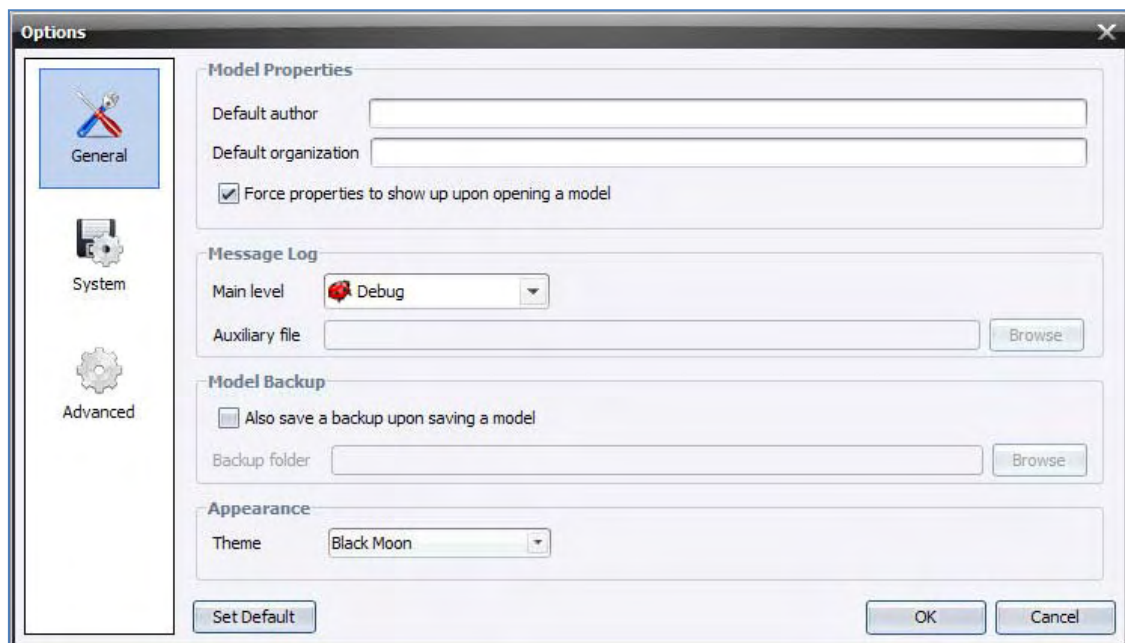 Options
General
System
Advanced
Model Properties
Default author
Default organization
Force properties to show up upon opening a model
Message Log
Main level Debug
Auxiliary file Browse
Model Backup
Also save a backup upon saving a model
Backup folder Browse
Appearance
Theme Black Moon
Set Default OK Cancel